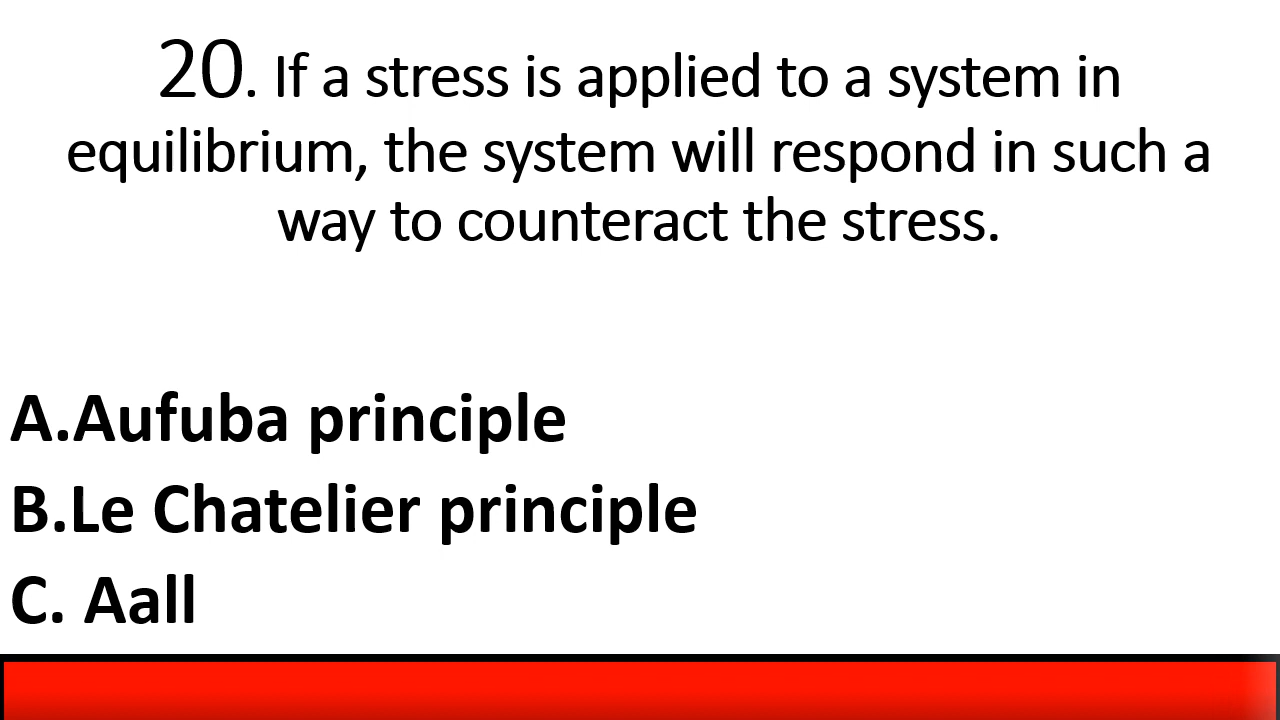 20. If a stress is applied to a system in
equilibrium, the system will respond in such a
way to counteract the stress.
A.Aufuba principle
B.Le Chatelier principle
C. Aall